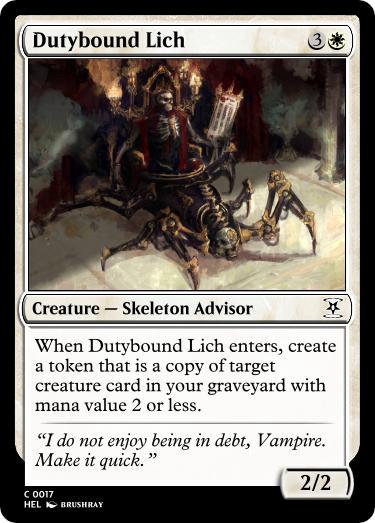 Dutybound Lich 3
Creature — Skeleton Advisor
When Dutybound Lich enters, create
a token that is a copy of target
creature card in your graveyard with
mana value 2 or less.
“I do not enjoy being in debt, Vampire.
Make it quick.”
2/2
C 0017
HEL BRUSHRAY